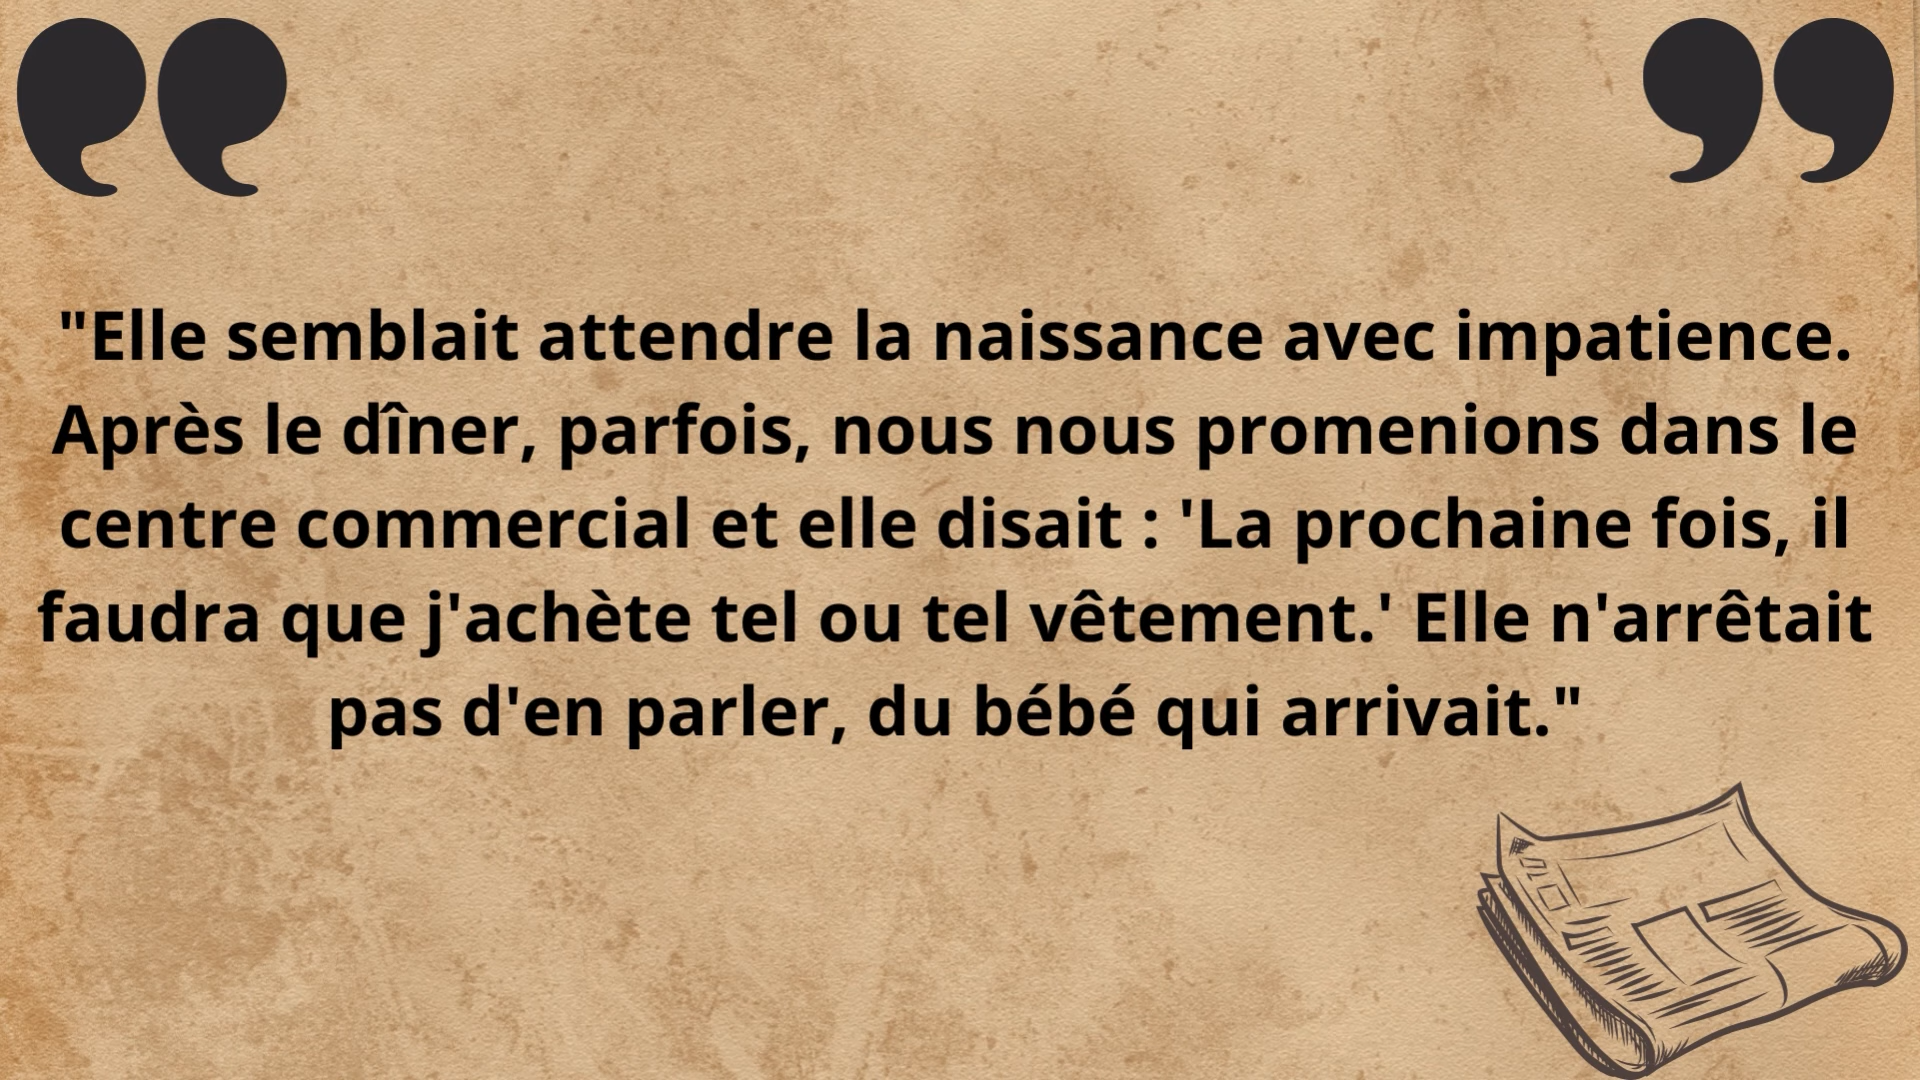 "Elle semblait attendre la naissance avec impatience.
Après le dîner, parfois, nous nous promenions dans le
centre commercial et elle disait : 'La prochaine fois, il
faudra que j'achète tel ou tel vêtement.' Elle n'arrêtait
pas d'en parler, du bébé qui arrivait."